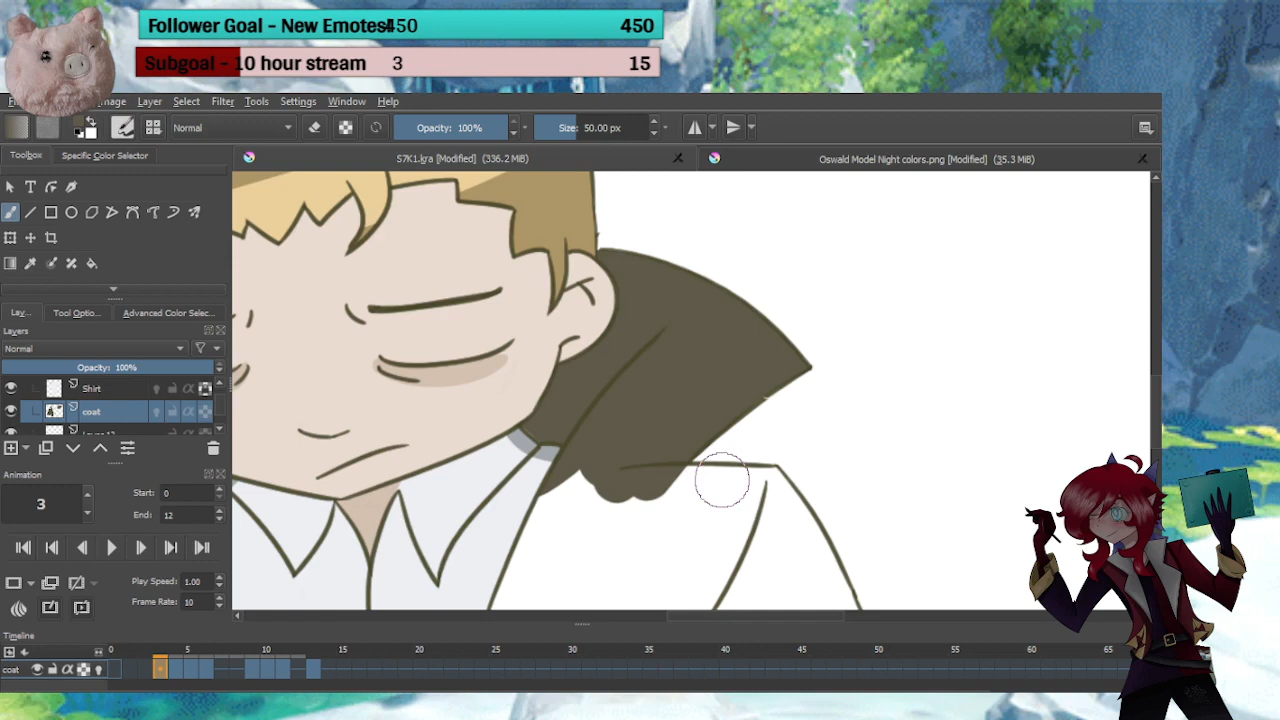 Follower Goal - New Emotes! 450 450
Subgoal - 10 hour stream 3 15
Image Layer Select Filter Tools Settings Window Help
Normal Opacity: 100% Size: 50.00 px
Toolbox Specific Color Selector S7K1.kra [Modified] (336.2 MiB) Oswald Model Night colors.png [Modified] (35.3 MiB)
Lay... Tool Optio... Advanced Color Selec...
Layers
Normal
Opacity: 100%
Shirt
coat
Animation
3 Start: 0
End: 12
Play Speed: 1.00
Frame Rate: 10
Timeline
0 5 10 15 20 25 30 35 40 45 50 55 60 65
coat